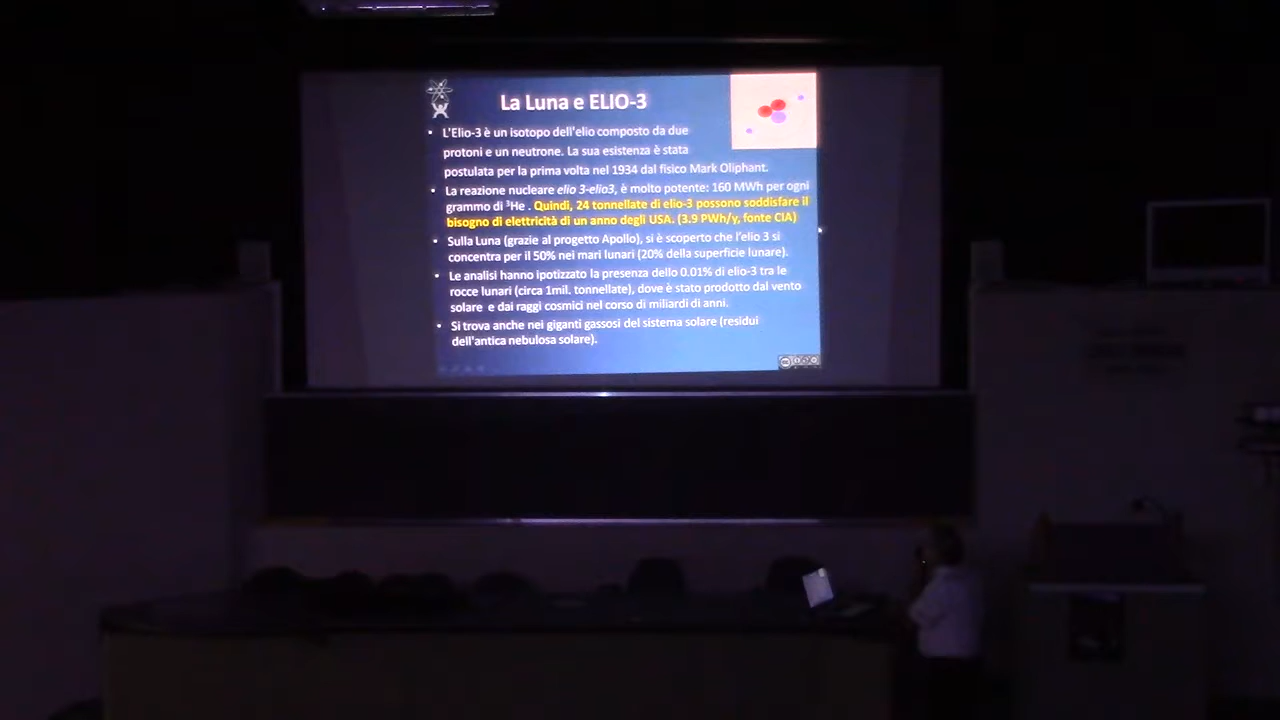 La Luna e ELIO-3
• L'Elio-3 è un isotopo dell'elio composto da due
protoni e un neutrone. La sua esistenza è stata
postulata per la prima volta nel 1934 dal fisico Mark Oliphant.
• La reazione nucleare elio 3-elio3, è molto potente: 160 MWh per ogni
grammo di ³He . Quindi, 24 tonnellate di elio-3 possono soddisfare il
bisogno di elettricità di un anno degli USA. (3.9 PWh/y, fonte CIA)
• Sulla Luna (grazie al progetto Apollo), si è scoperto che l'elio 3 si
concentra per il 50% nei mari lunari (20% della superficie lunare).
• Le analisi hanno ipotizzato la presenza dello 0.01% di elio-3 tra le
rocce lunari (circa 1mil. tonnellate), dove è stato prodotto dal vento
solare e dai raggi cosmici nel corso di miliardi di anni.
• Si trova anche nei giganti gassosi del sistema solare (residui
dell'antica nebulosa solare).